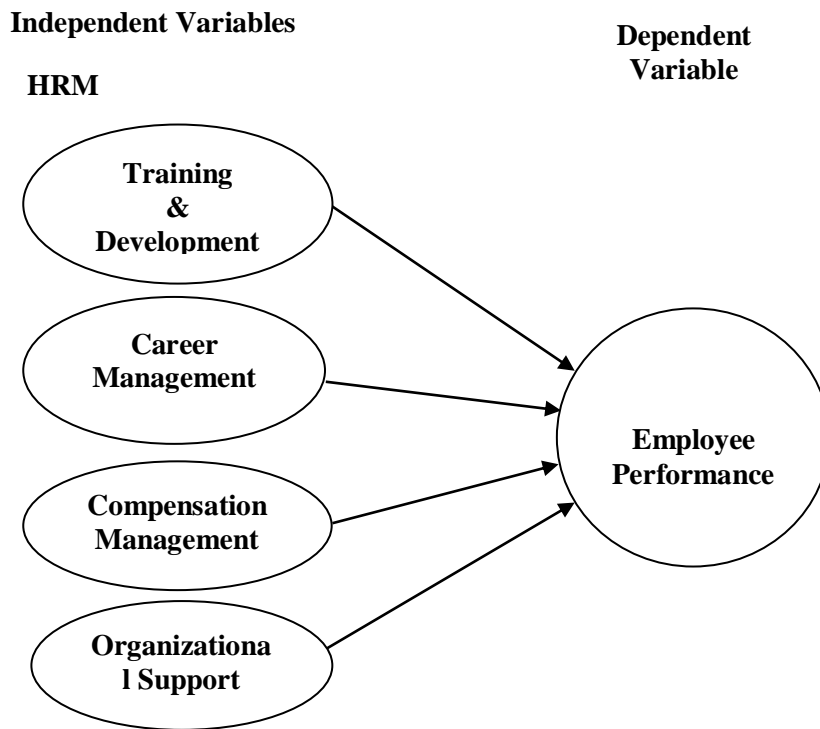 Independent Variables
Dependent
Variable
HRM
Training
&
Development
Career
Management
Compensation
Management
Organizationa
l Support
Employee
Performance